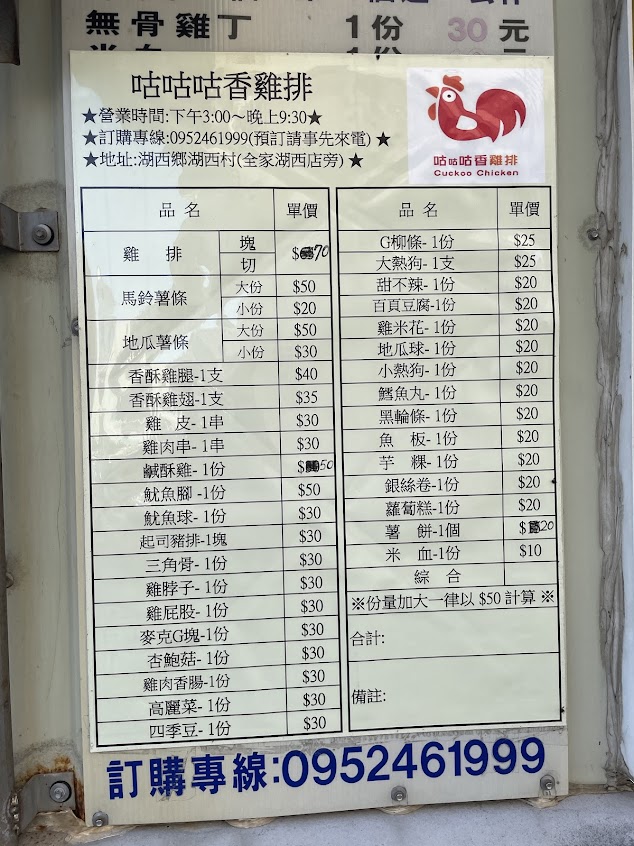 無骨雞丁 1份 30元
咕咕咕香雞排
★營業時間:下午3:00～晚上9:30★
★訂購專線:0952461999(預訂請事先來電) ★
★地址:湖西鄉湖西村(全家湖西店旁) ★
咕咕咕香雞排
Cuckoo Chicken
品 名 單價
雞 排 塊 切 $70
馬鈴薯條 大份 $50
小份 $20
地瓜薯條 大份 $50
小份 $30
香酥雞腿-1支 $40
香酥雞翅-1支 $35
雞 皮-1串 $30
雞肉串-1串 $30
鹹酥雞-1份 $50
魷魚腳-1份 $50
魷魚球-1份 $30
起司豬排-1塊 $30
三角骨-1份 $30
雞脖子-1份 $30
雞屁股-1份 $30
麥克G塊-1份 $30
杏鮑菇-1份 $30
雞肉香腸-1份 $30
高麗菜-1份 $30
四季豆-1份 $30
品 名 單價
G柳條-1份 $25
大熱狗-1支 $25
甜不辣-1份 $20
百頁豆腐-1份 $20
雞米花-1份 $20
地瓜球-1份 $20
小熱狗-1份 $20
鱈魚丸-1份 $20
黑輪條-1份 $20
魚 板-1份 $20
芋 粿-1份 $20
銀絲卷-1份 $20
蘿蔔糕-1份 $20
薯 餅-1個 $20
米 血-1份 $10
綜 合
※份量加大一律以 $50 計算 ※
合計:
備註:
訂購專線:0952461999